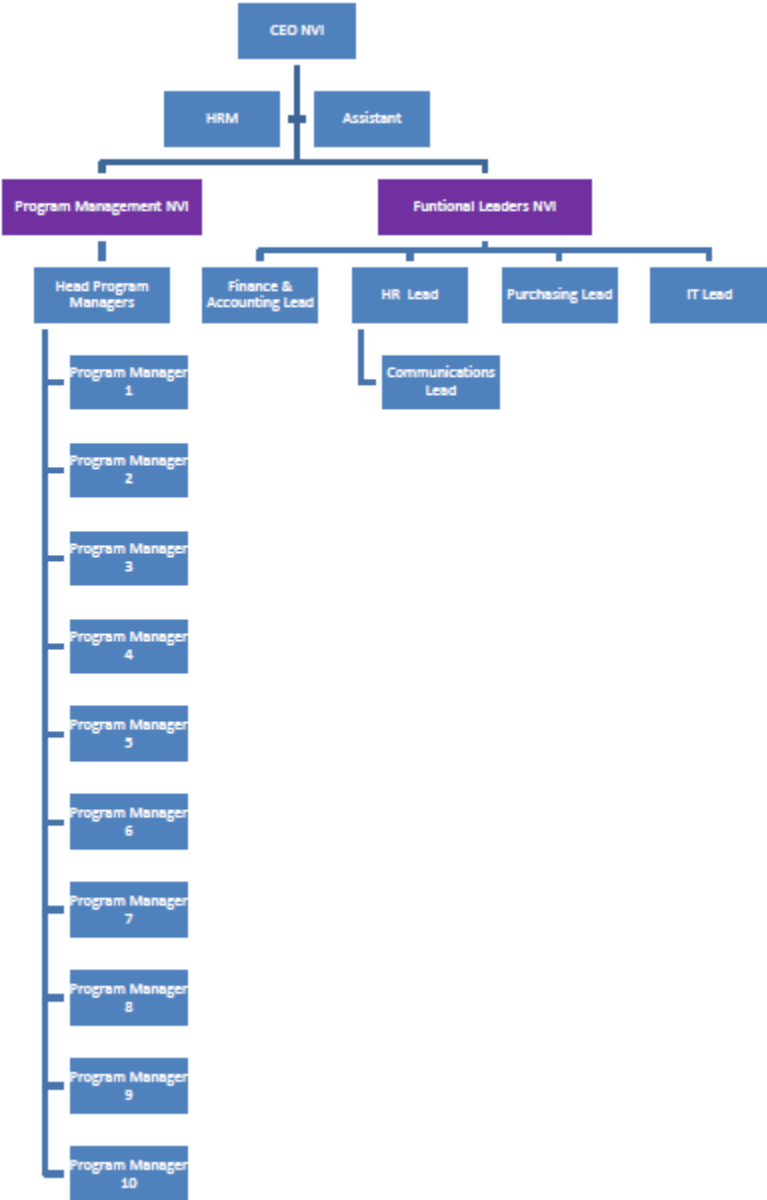 CEO NVI
HRM
Assistant
Program Management NVI
Funtional Leaders NVI
Head Program
Managers
Finance &
Accounting Lead
HR Lead
Purchasing Lead
IT Lead
Program Manager
1
Communications
Lead
Program Manager
2
Program Manager
3
Program Manager
4
Program Manager
5
Program Manager
6
Program Manager
7
Program Manager
8
Program Manager
9
Program Manager
10